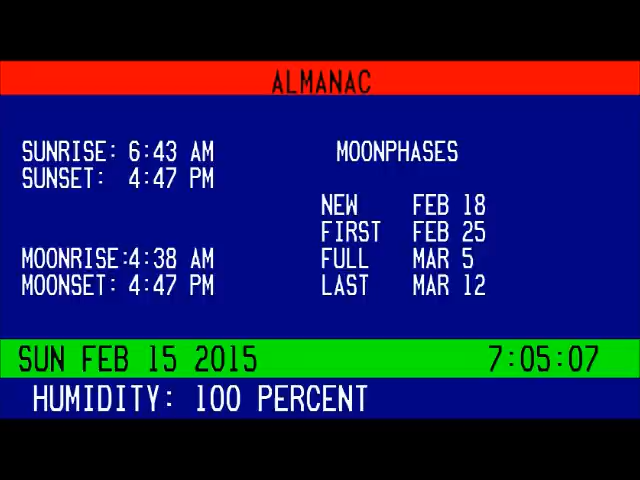 ALMANAC
SUNRISE: 6:43 AM
SUNSET: 4:47 PM
MOONRISE:4:38 AM
MOONSET: 4:47 PM
MOONPHASES
NEW FEB 18
FIRST FEB 25
FULL MAR 5
LAST MAR 12
SUN FEB 15 2015 7:05:07
HUMIDITY: 100 PERCENT